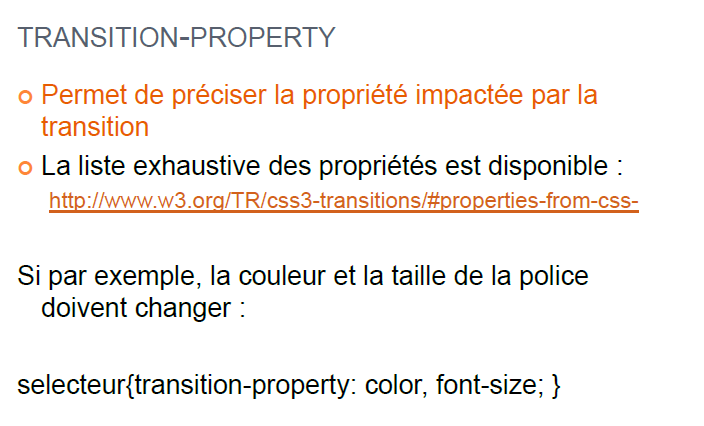 TRANSITION-PROPERTY
Permet de préciser la propriété impactée par la
transition
La liste exhaustive des propriétés est disponible :
http://www.w3.org/TR/css3-transitions/#properties-from-css-
Si par exemple, la couleur et la taille de la police
doivent changer :
selecteur{transition-property: color, font-size; }